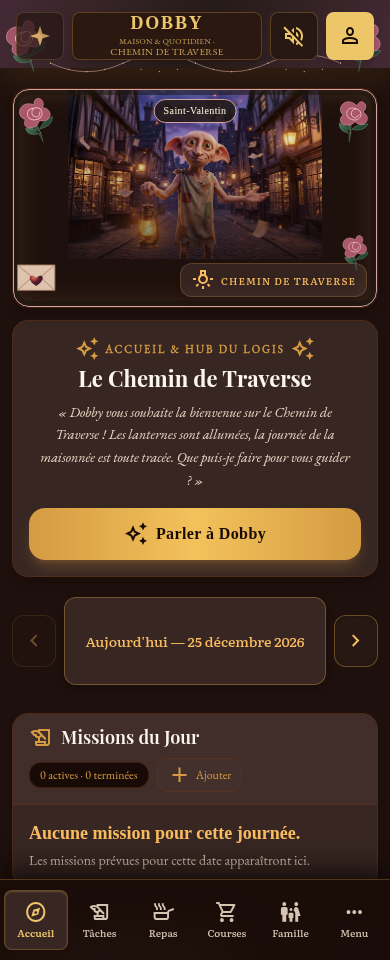 DOBBY
MAISON & QUOTIDIEN ·
CHEMIN DE TRAVERSE
Saint-Valentin
CHEMIN DE TRAVERSE
ACCUEIL & HUB DU LOGIS
Le Chemin de Traverse
« Dobby vous souhaite la bienvenue sur le Chemin de
Traverse ! Les lanternes sont allumées, la journée de la
maisonnée est toute tracée. Que puis-je faire pour vous guider
? »
Parler à Dobby
Aujourd'hui — 25 décembre 2026
Missions du Jour
0 actives · 0 terminées
Ajouter
Aucune mission pour cette journée.
Les missions prévues pour cette date apparaîtront ici.
Accueil
Tâches
Repas
Courses
Famille
Menu